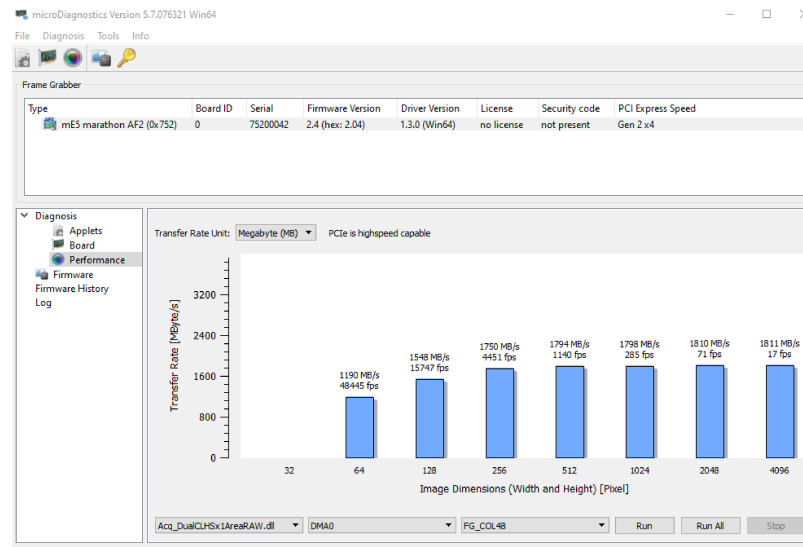 microDiagnostics Version 5.7.076321 Win64
File Diagnosis Tools Info
Frame Grabber
Type Board ID Serial Firmware Version Driver Version License Security code PCI Express Speed
mE5 marathon AF2 (0x752) 0 75200042 2.4 (hex: 2.04) 1.3.0 (Win64) no license not present Gen 2 x4
Diagnosis
Applets
Board
Performance
Firmware
Firmware History
Log
Transfer Rate Unit: Megabyte (MB) PCIe is highspeed capable
Transfer Rate [MByte/s]
3200
2400
1600
800
0
1190 MB/s
48445 fps
1548 MB/s
15747 fps
1750 MB/s
4451 fps
1794 MB/s
1140 fps
1798 MB/s
285 fps
1810 MB/s
71 fps
1811 MB/s
17 fps
32 64 128 256 512 1024 2048 4096
Image Dimensions (Width and Height) [Pixel]
Acq_DualCLHSx1AreaRAW.dll DMA0 FG_COL48 Run Run All Stop